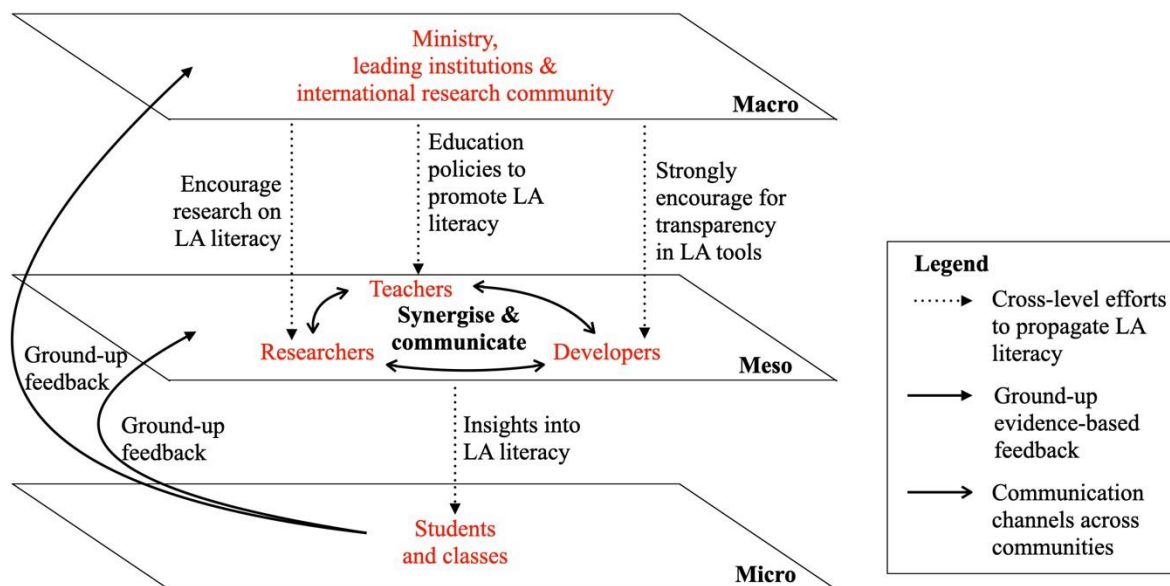 Ministry,
leading institutions &
international research community
Macro
Encourage
research on
LA literacy
Education
policies to
promote LA
literacy
Strongly
encourage for
transparency
in LA tools
Teachers
Synergise &
communicate
Researchers
Developers
Meso
Ground-up
feedback
Ground-up
feedback
Insights into
LA literacy
Students
and classes
Micro
Legend
Cross-level efforts
to propagate LA
literacy
Ground-up
evidence-based
feedback
Communication
channels across
communities